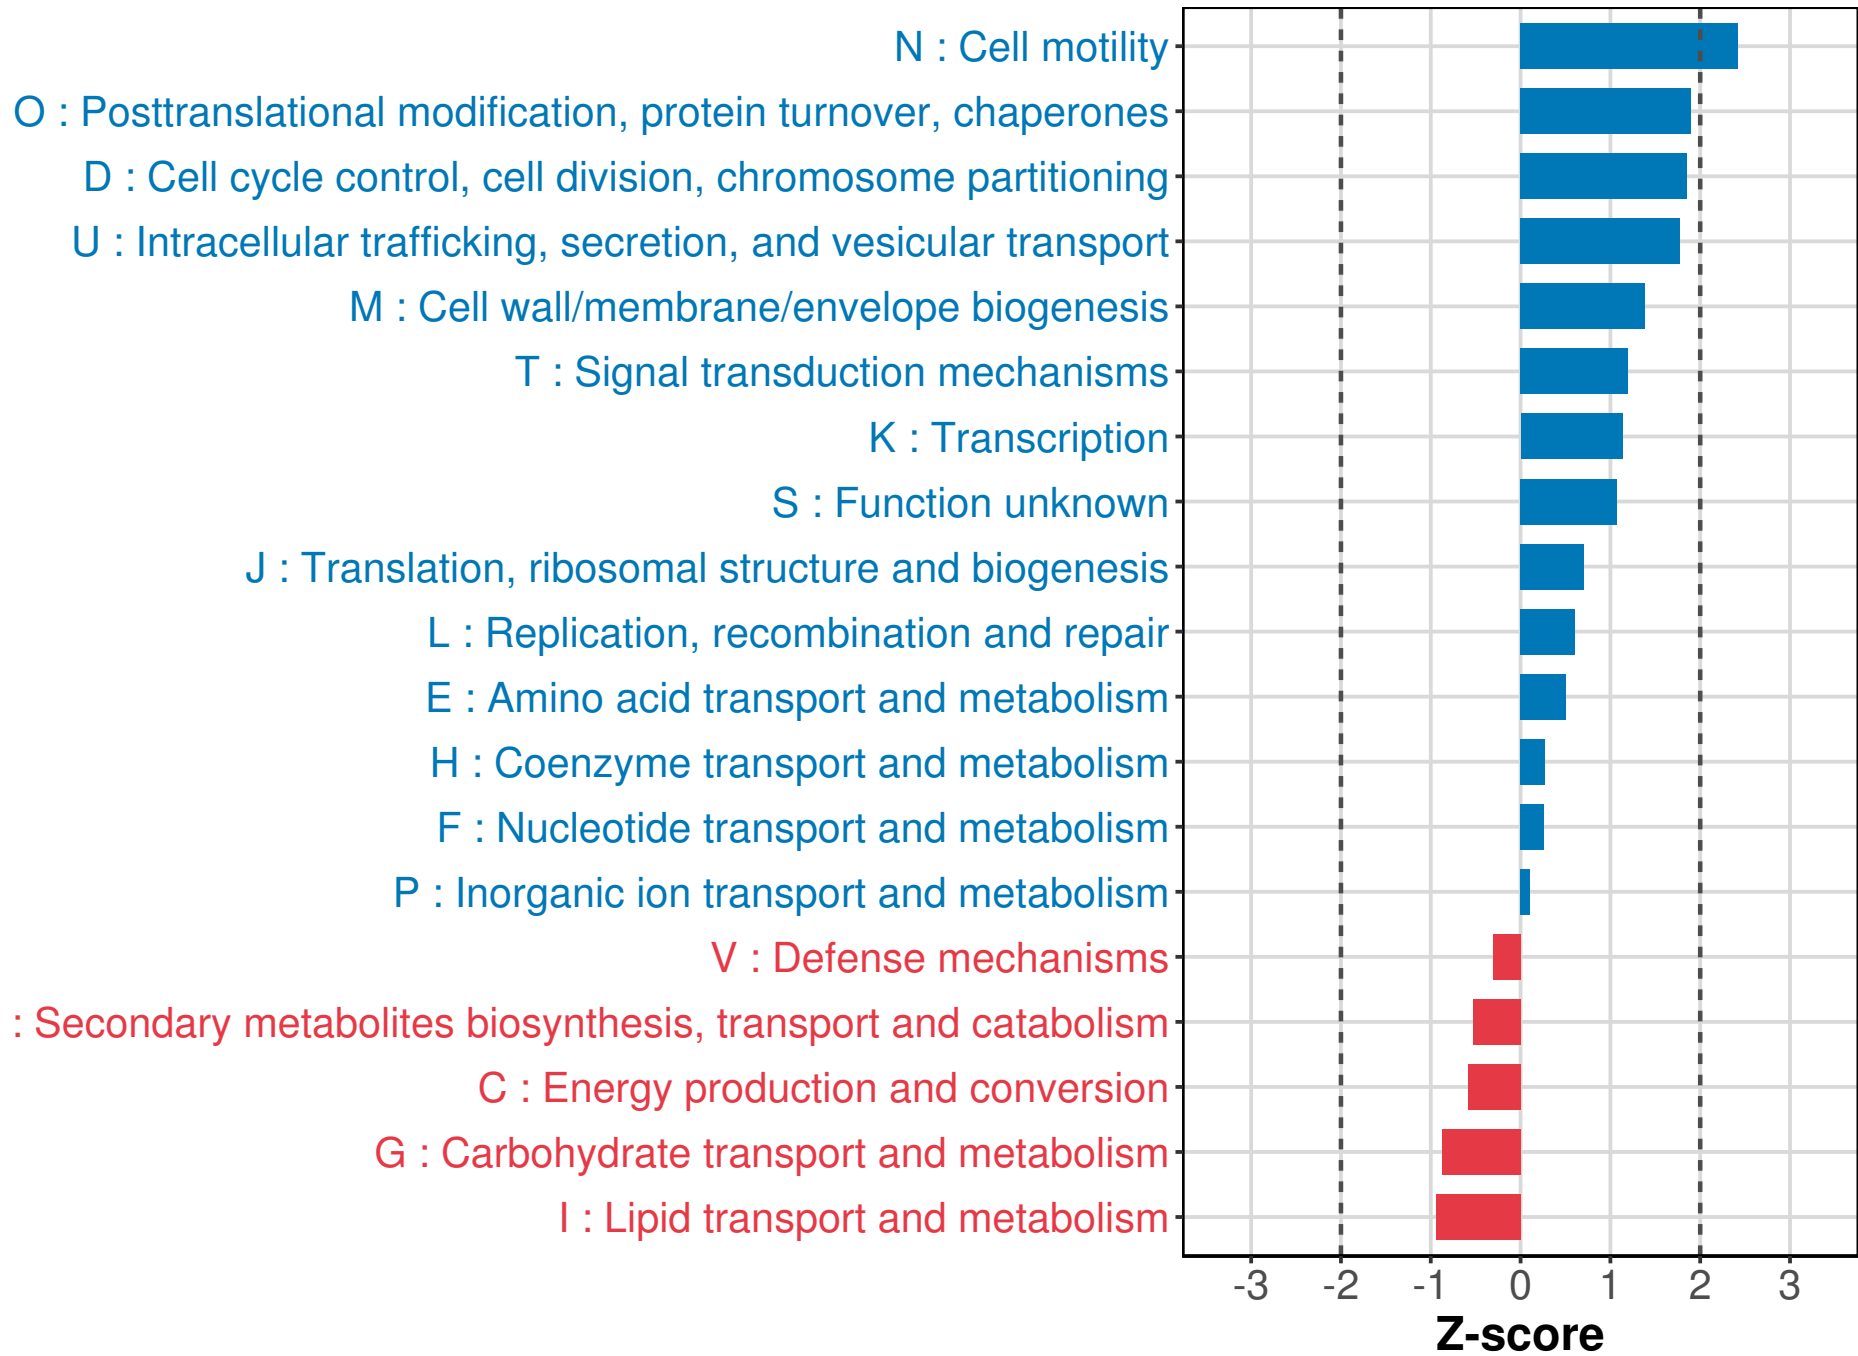 N : Cell motility
O : Posttranslational modification, protein turnover, chaperones
D : Cell cycle control, cell division, chromosome partitioning
U : Intracellular trafficking, secretion, and vesicular transport
M : Cell wall/membrane/envelope biogenesis
T : Signal transduction mechanisms
K : Transcription
S : Function unknown
J : Translation, ribosomal structure and biogenesis
L : Replication, recombination and repair
E : Amino acid transport and metabolism
H : Coenzyme transport and metabolism
F : Nucleotide transport and metabolism
P : Inorganic ion transport and metabolism
V : Defense mechanisms
: Secondary metabolites biosynthesis, transport and catabolism
C : Energy production and conversion
G : Carbohydrate transport and metabolism
I : Lipid transport and metabolism
-3 -2 -1 0 1 2 3
Z-score